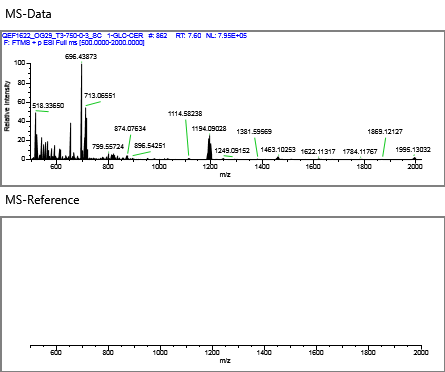 MS-Data
QEF1622_OG29_T3-750-0-3_8C 1-GLC-CER #: 862 RT: 7.60 NL: 7.95E+05
F: FTMS + p ESI Full ms [500.0000-2000.0000]
696.43873
100
713.06551
80
518.33650
60
1114.58238
874.07634
1194.09028
1381.59569
1869.12127
40
799.55724
896.54251
1249.09152
1463.10253
1622.11317
1784.11767
1995.13032
20
0
Relative Intensity
600 800 1000 1200 1400 1600 1800 2000
m/z
MS-Reference
600 800 1000 1200 1400 1600 1800 2000
m/z